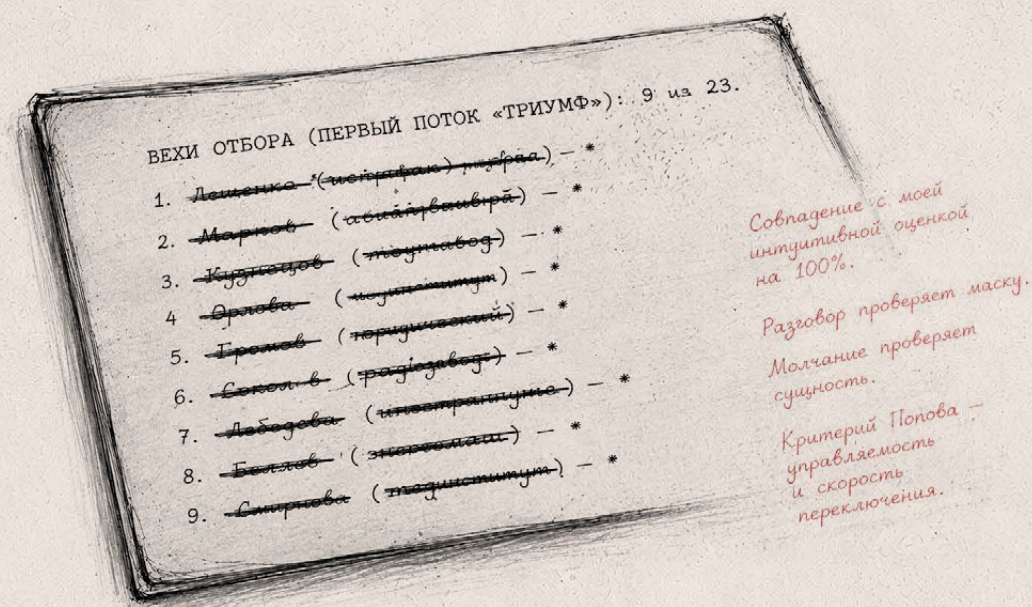 ВЕХИ ОТБОРА (ПЕРВЫЙ ПОТОК «ТРИУМФ»): 9 из 23.
1. Лещенко — *
2. Марков — *
3. Кузнецов — *
4 Орлова — *
5. Громов (юридический) — *
6. (радіозавод) — *
7. Лебедева — *
8. Беляев — *
9. Смирнова — *
Совпадение с моей
интуитивной оценкой
на 100%.
Разговор проверяет маску.
Молчание проверяет
сущность.
Критерий Попова —
управляемость
и скорость
переключения.